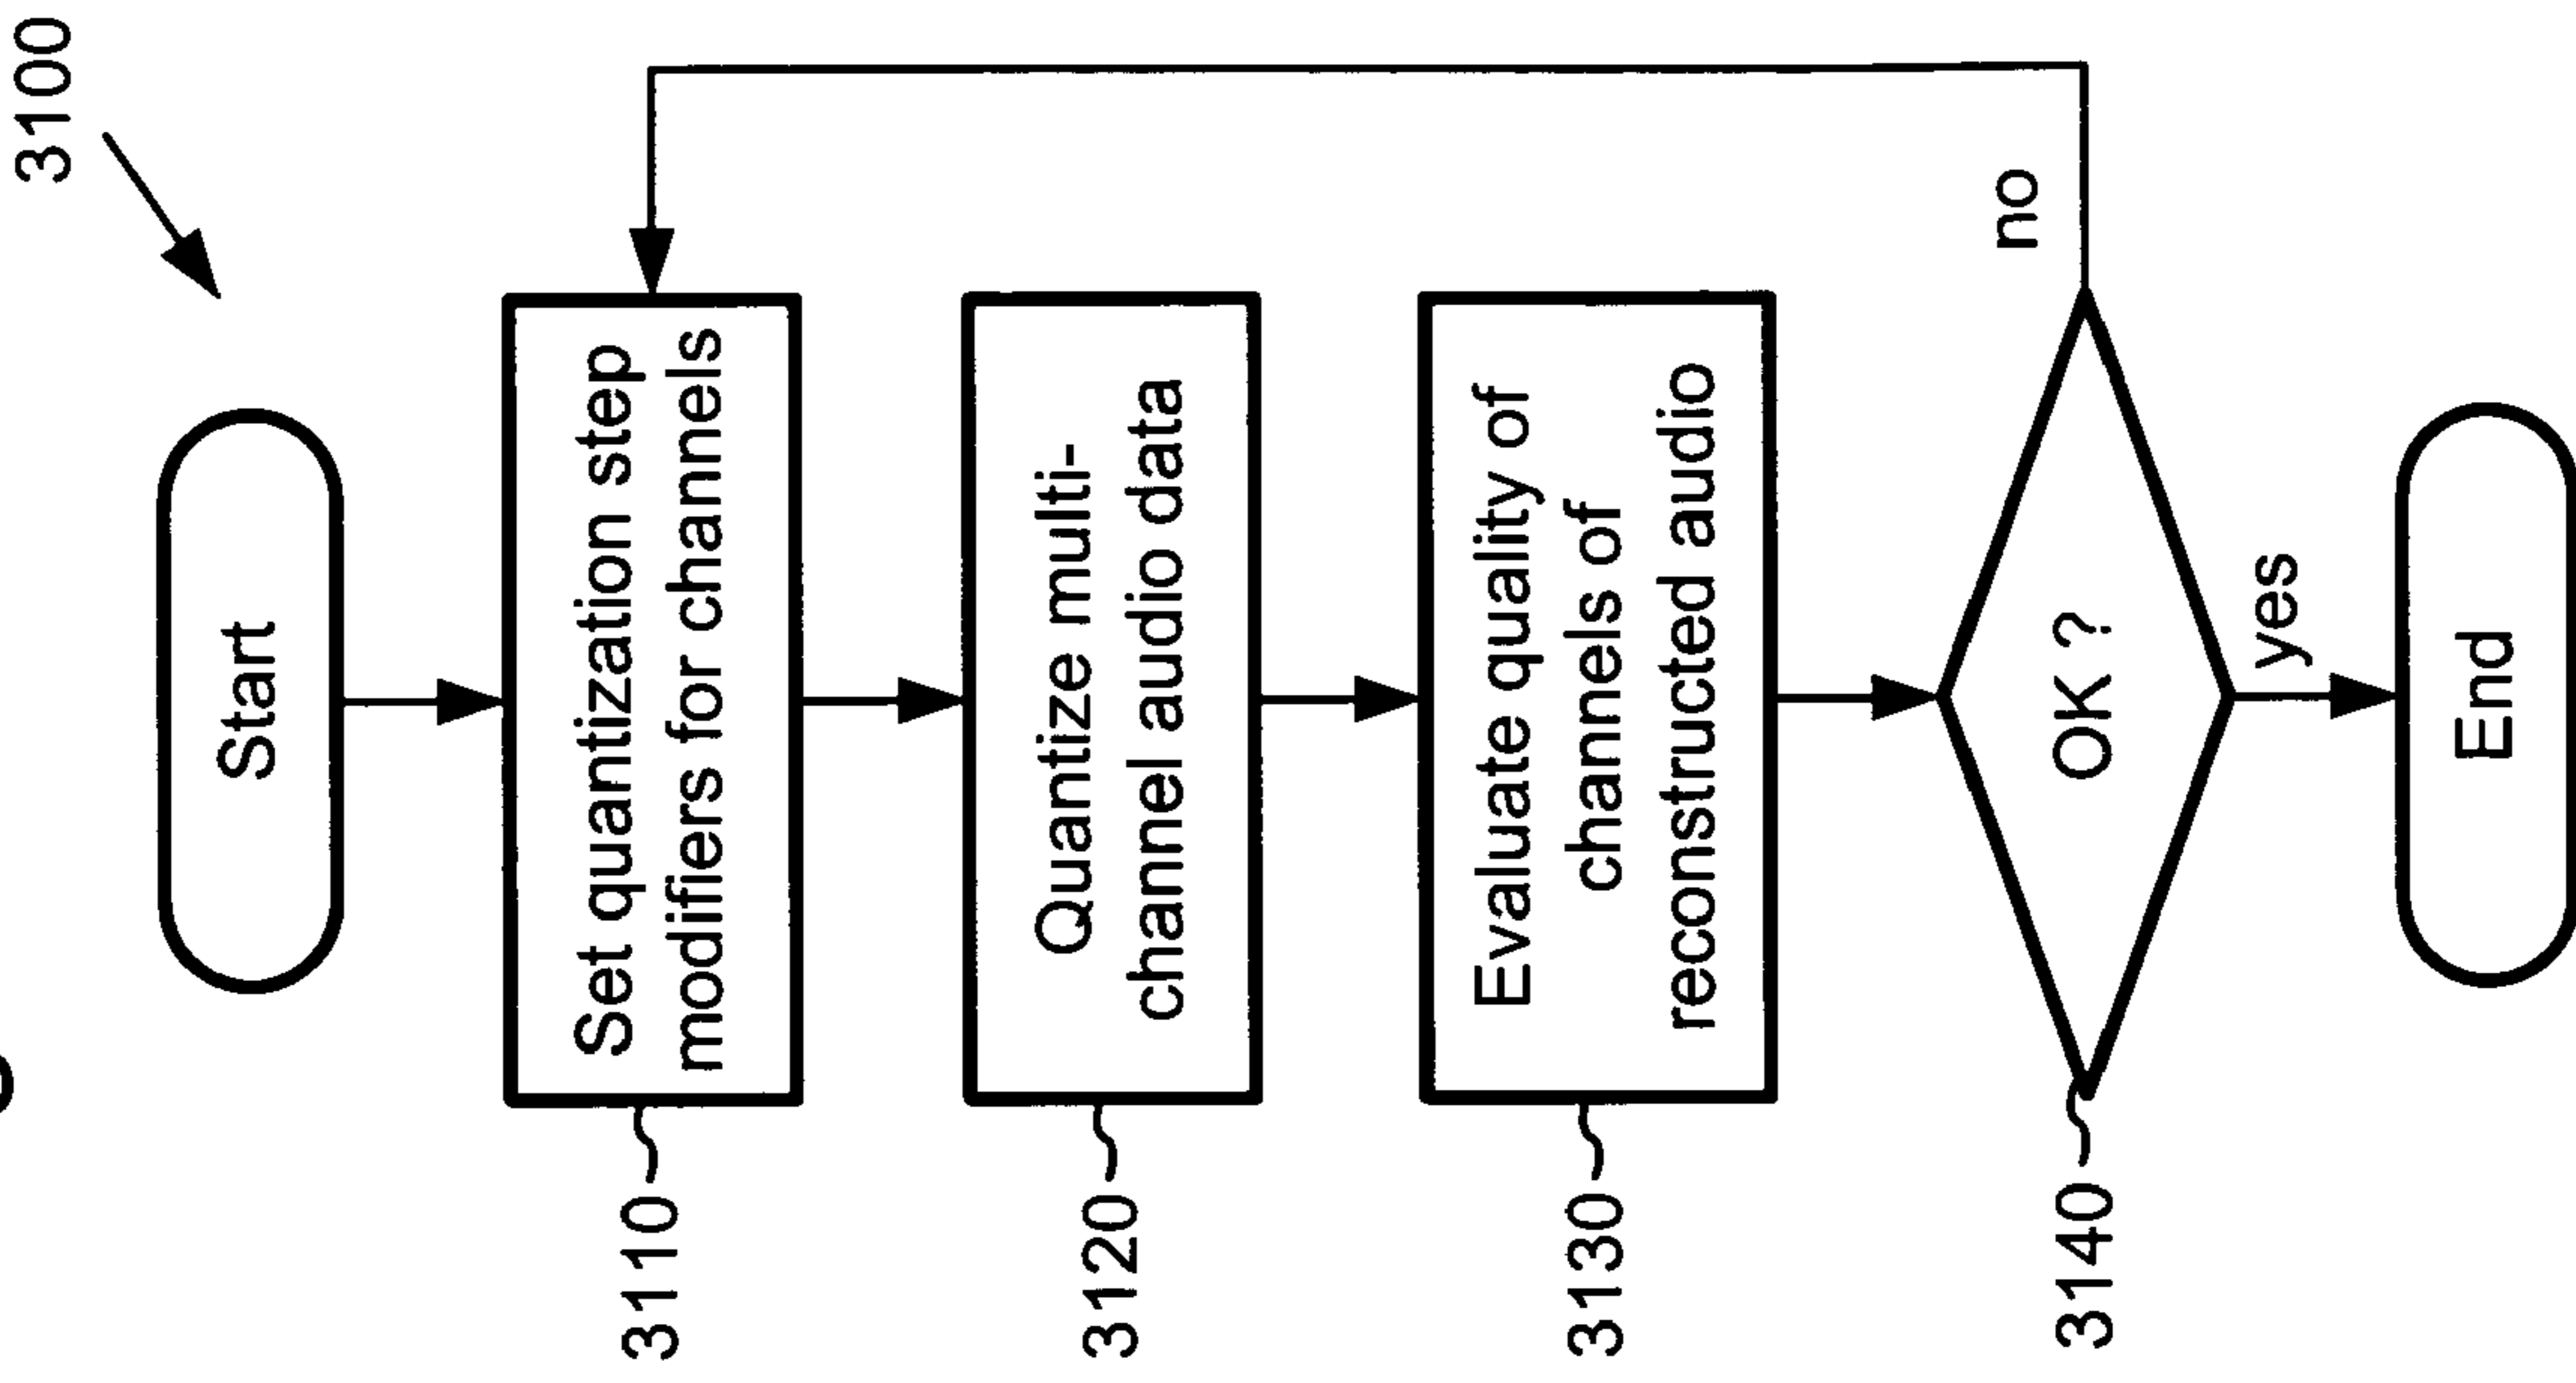 3100
Start
Set quantization step
modifiers for channels
3110
Quantize multi-
channel audio data
3120
Evaluate quality of
channels of
reconstructed audio
3130
OK ?
3140
no
yes
End